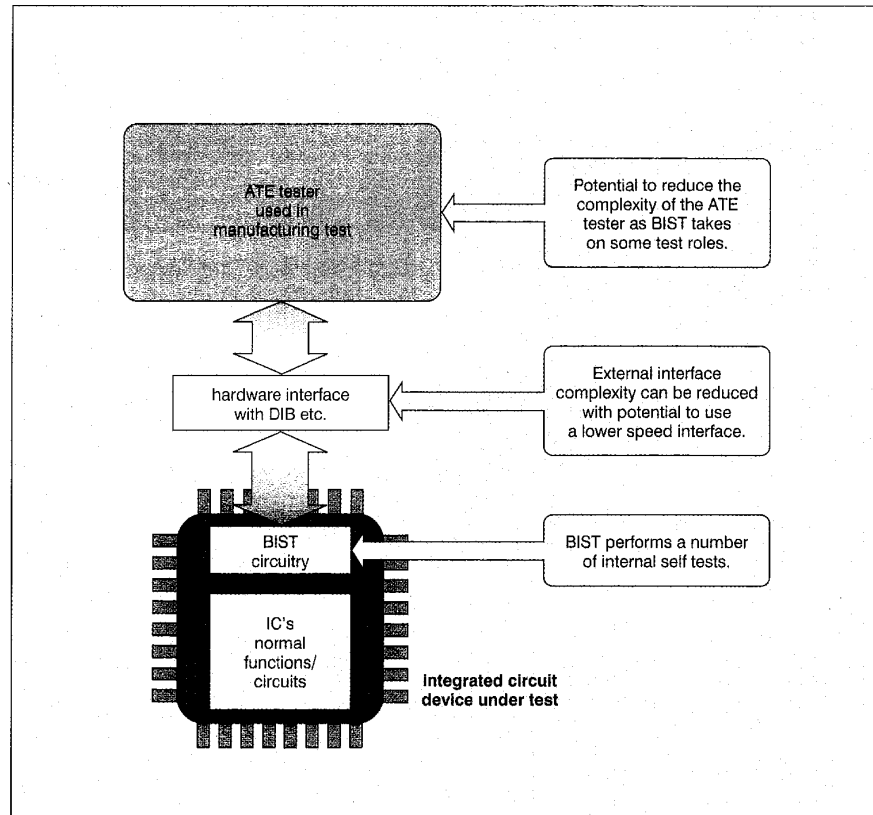 ATE tester
used in
manufacturing test
Potential to reduce the
complexity of the ATE
tester as BIST takes
on some test roles.
hardware interface
with DIB etc.
External interface
complexity can be reduced
with potential to use
a lower speed interface.
BIST
circuitry
BIST performs a number
of internal self tests.
IC's
normal
functions/
circuits
Integrated circuit
device under test